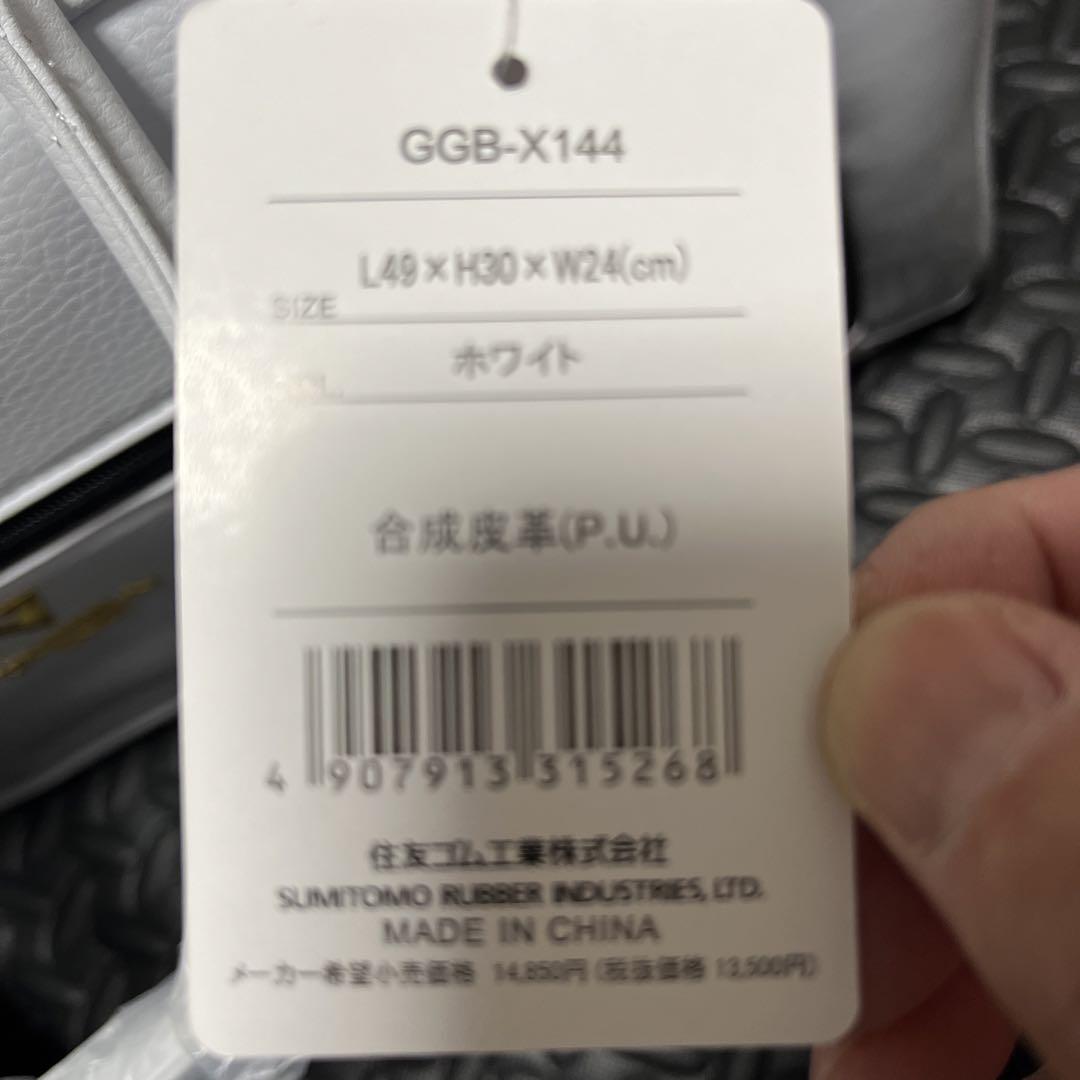 GGB-X144
L49×H30×W24(cm)
SIZE
ホワイト
合成皮革(P.U.)
4 907913 315268
住友ゴム工業株式会社
SUMITOMO RUBBER INDUSTRIES, LTD.
MADE IN CHINA
メーカー希望小売価格 14,850円 (税抜価格 13,500円)